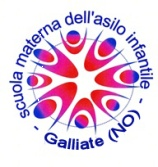 scuola materna dell'asilo infantile
- Galliate (NO) -